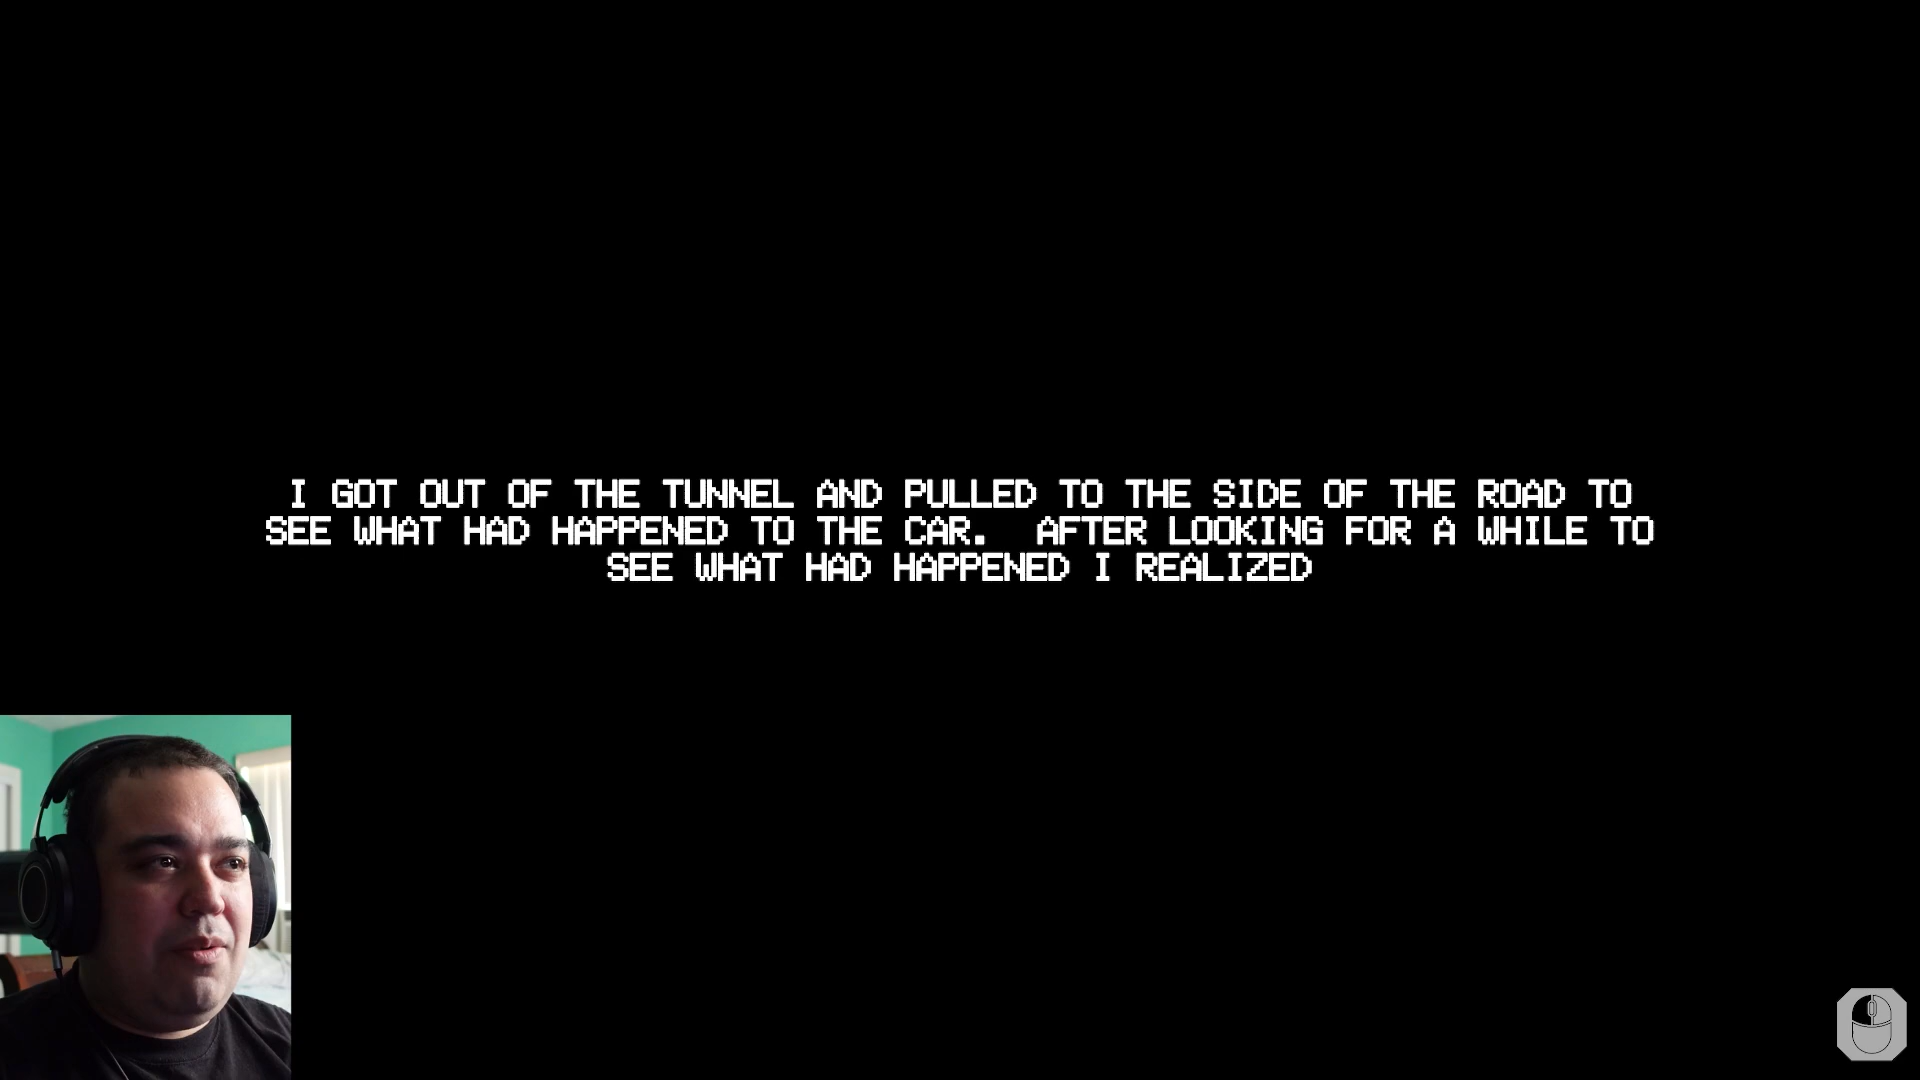 I GOT OUT OF THE TUNNEL AND PULLED TO THE SIDE OF THE ROAD TO
SEE WHAT HAD HAPPENED TO THE CAR.  AFTER LOOKING FOR A WHILE TO
SEE WHAT HAD HAPPENED I REALIZED